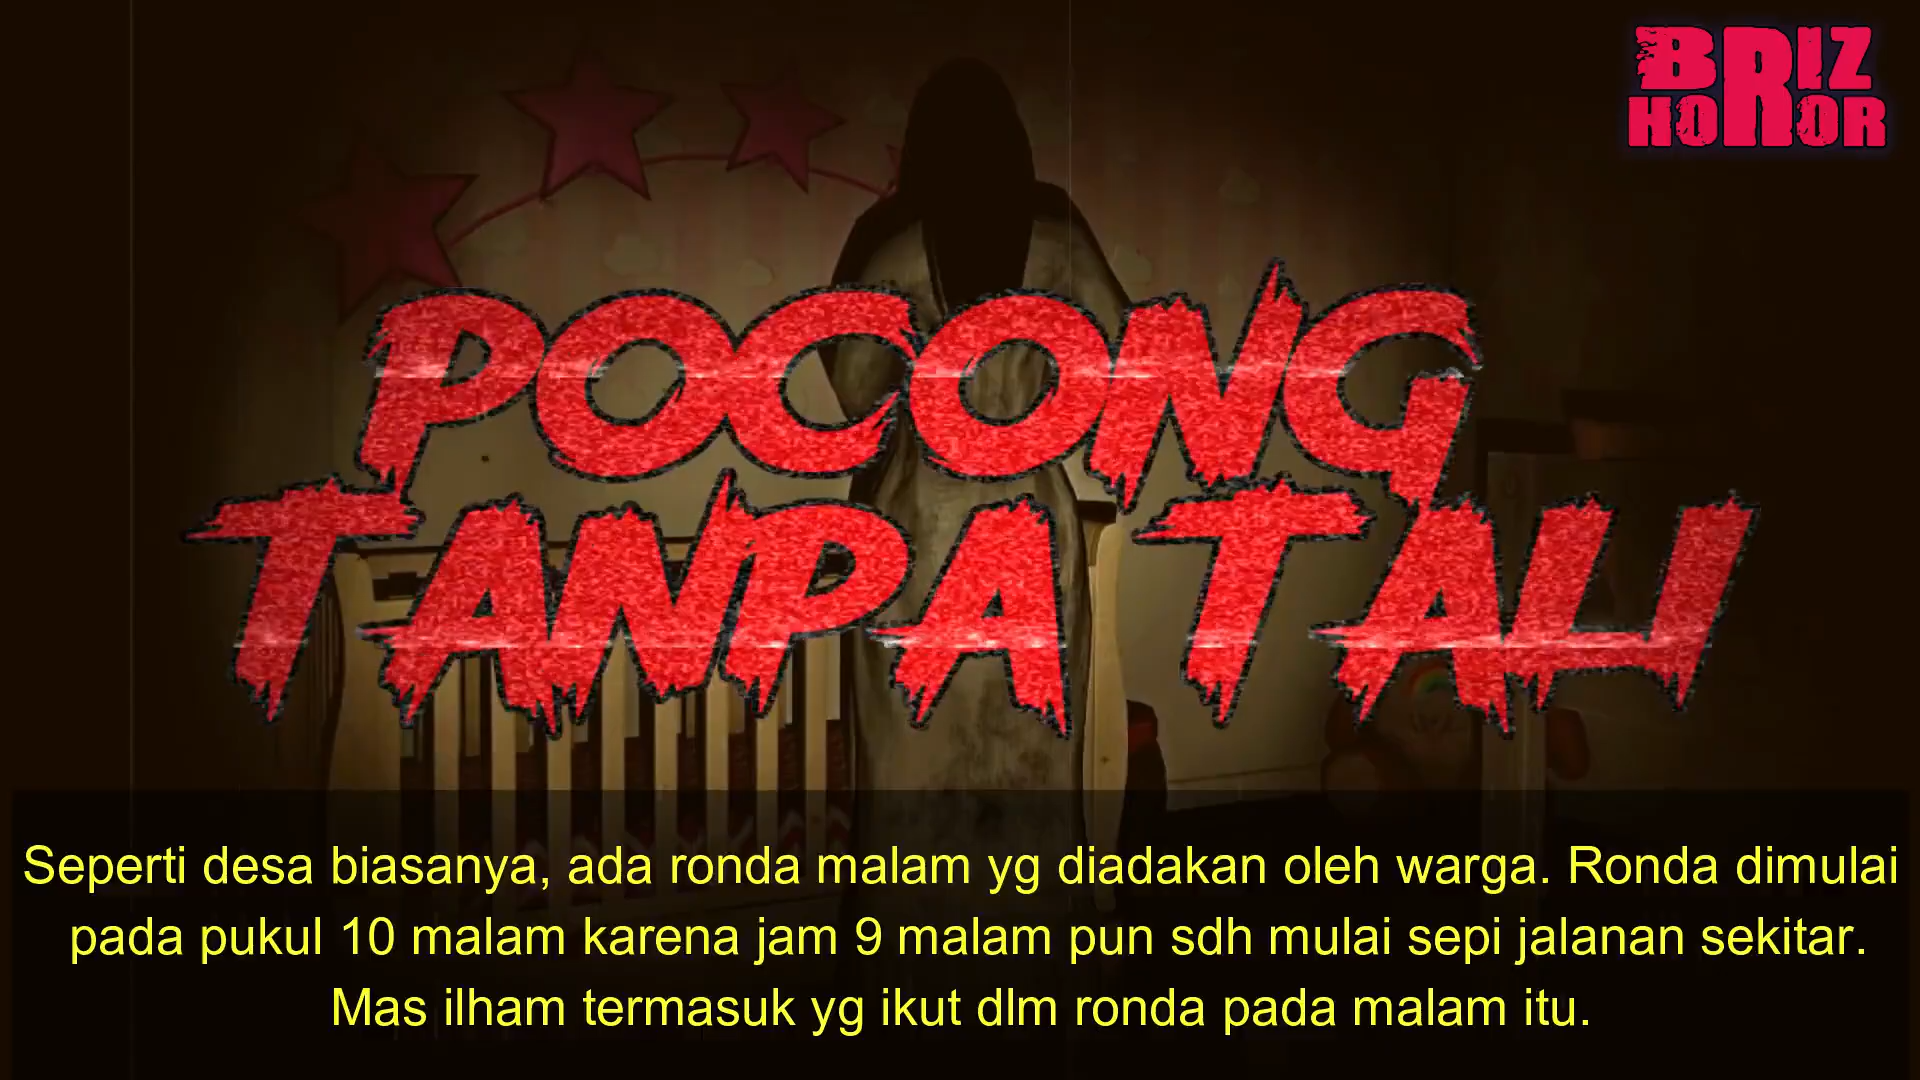 BRIZ
HOROR
POCONG
TANPA TALI
Seperti desa biasanya, ada ronda malam yg diadakan oleh warga. Ronda dimulai
pada pukul 10 malam karena jam 9 malam pun sdh mulai sepi jalanan sekitar.
Mas ilham termasuk yg ikut dlm ronda pada malam itu.